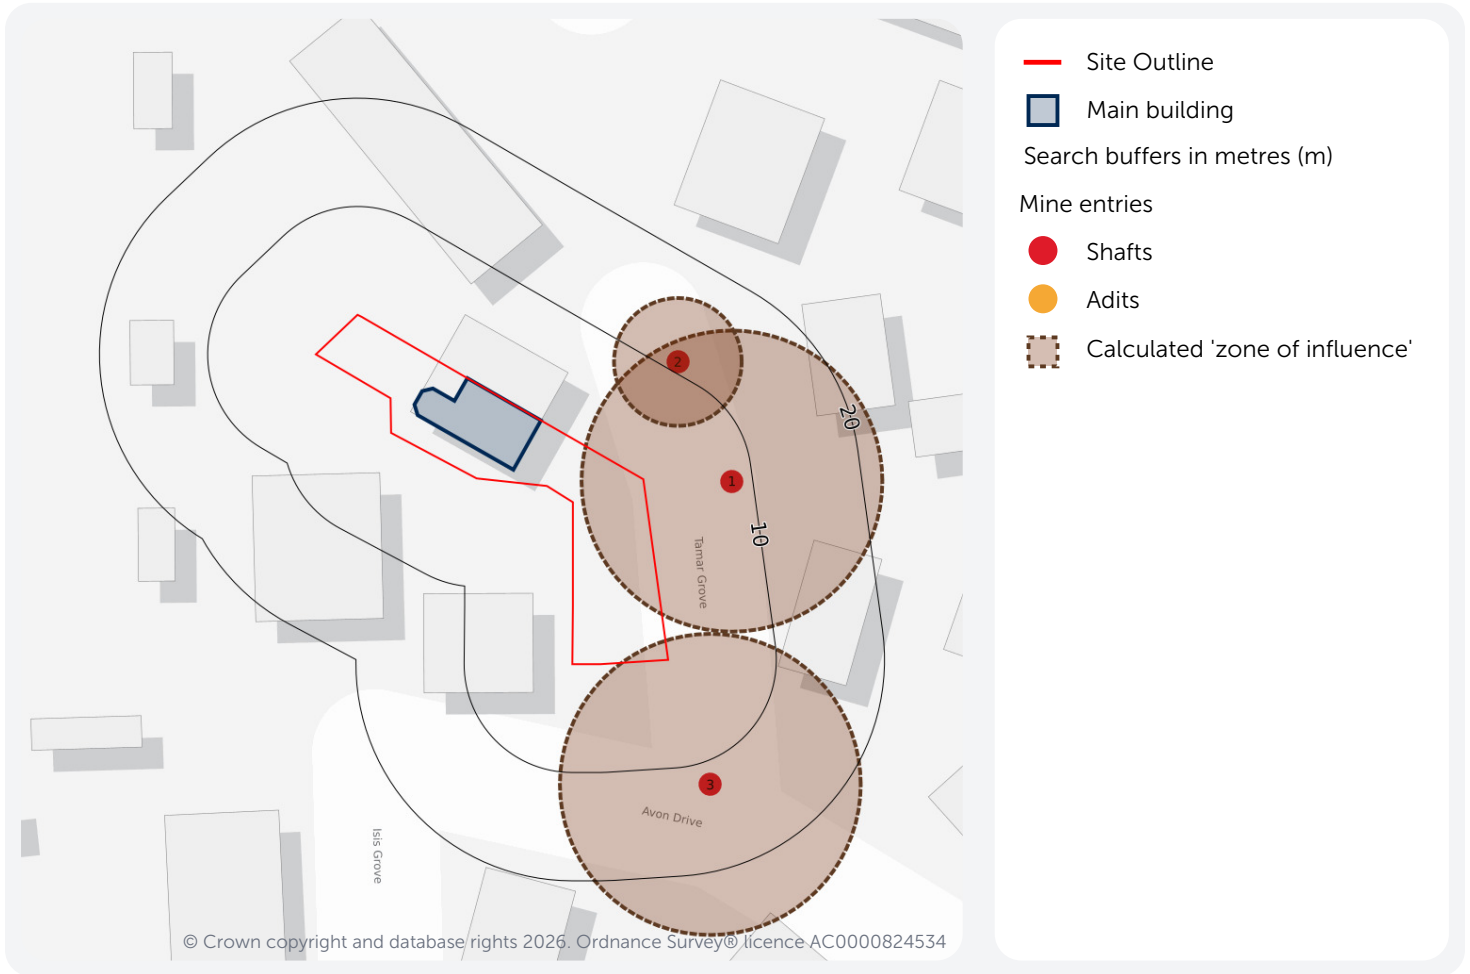 Site Outline
Main building
Search buffers in metres (m)
Mine entries
Shafts
Adits
Calculated 'zone of influence'
2
20
1
10
Tamar Grove
3
Avon Drive
Isis Grove
© Crown copyright and database rights 2026. Ordnance Survey® licence AC0000824534